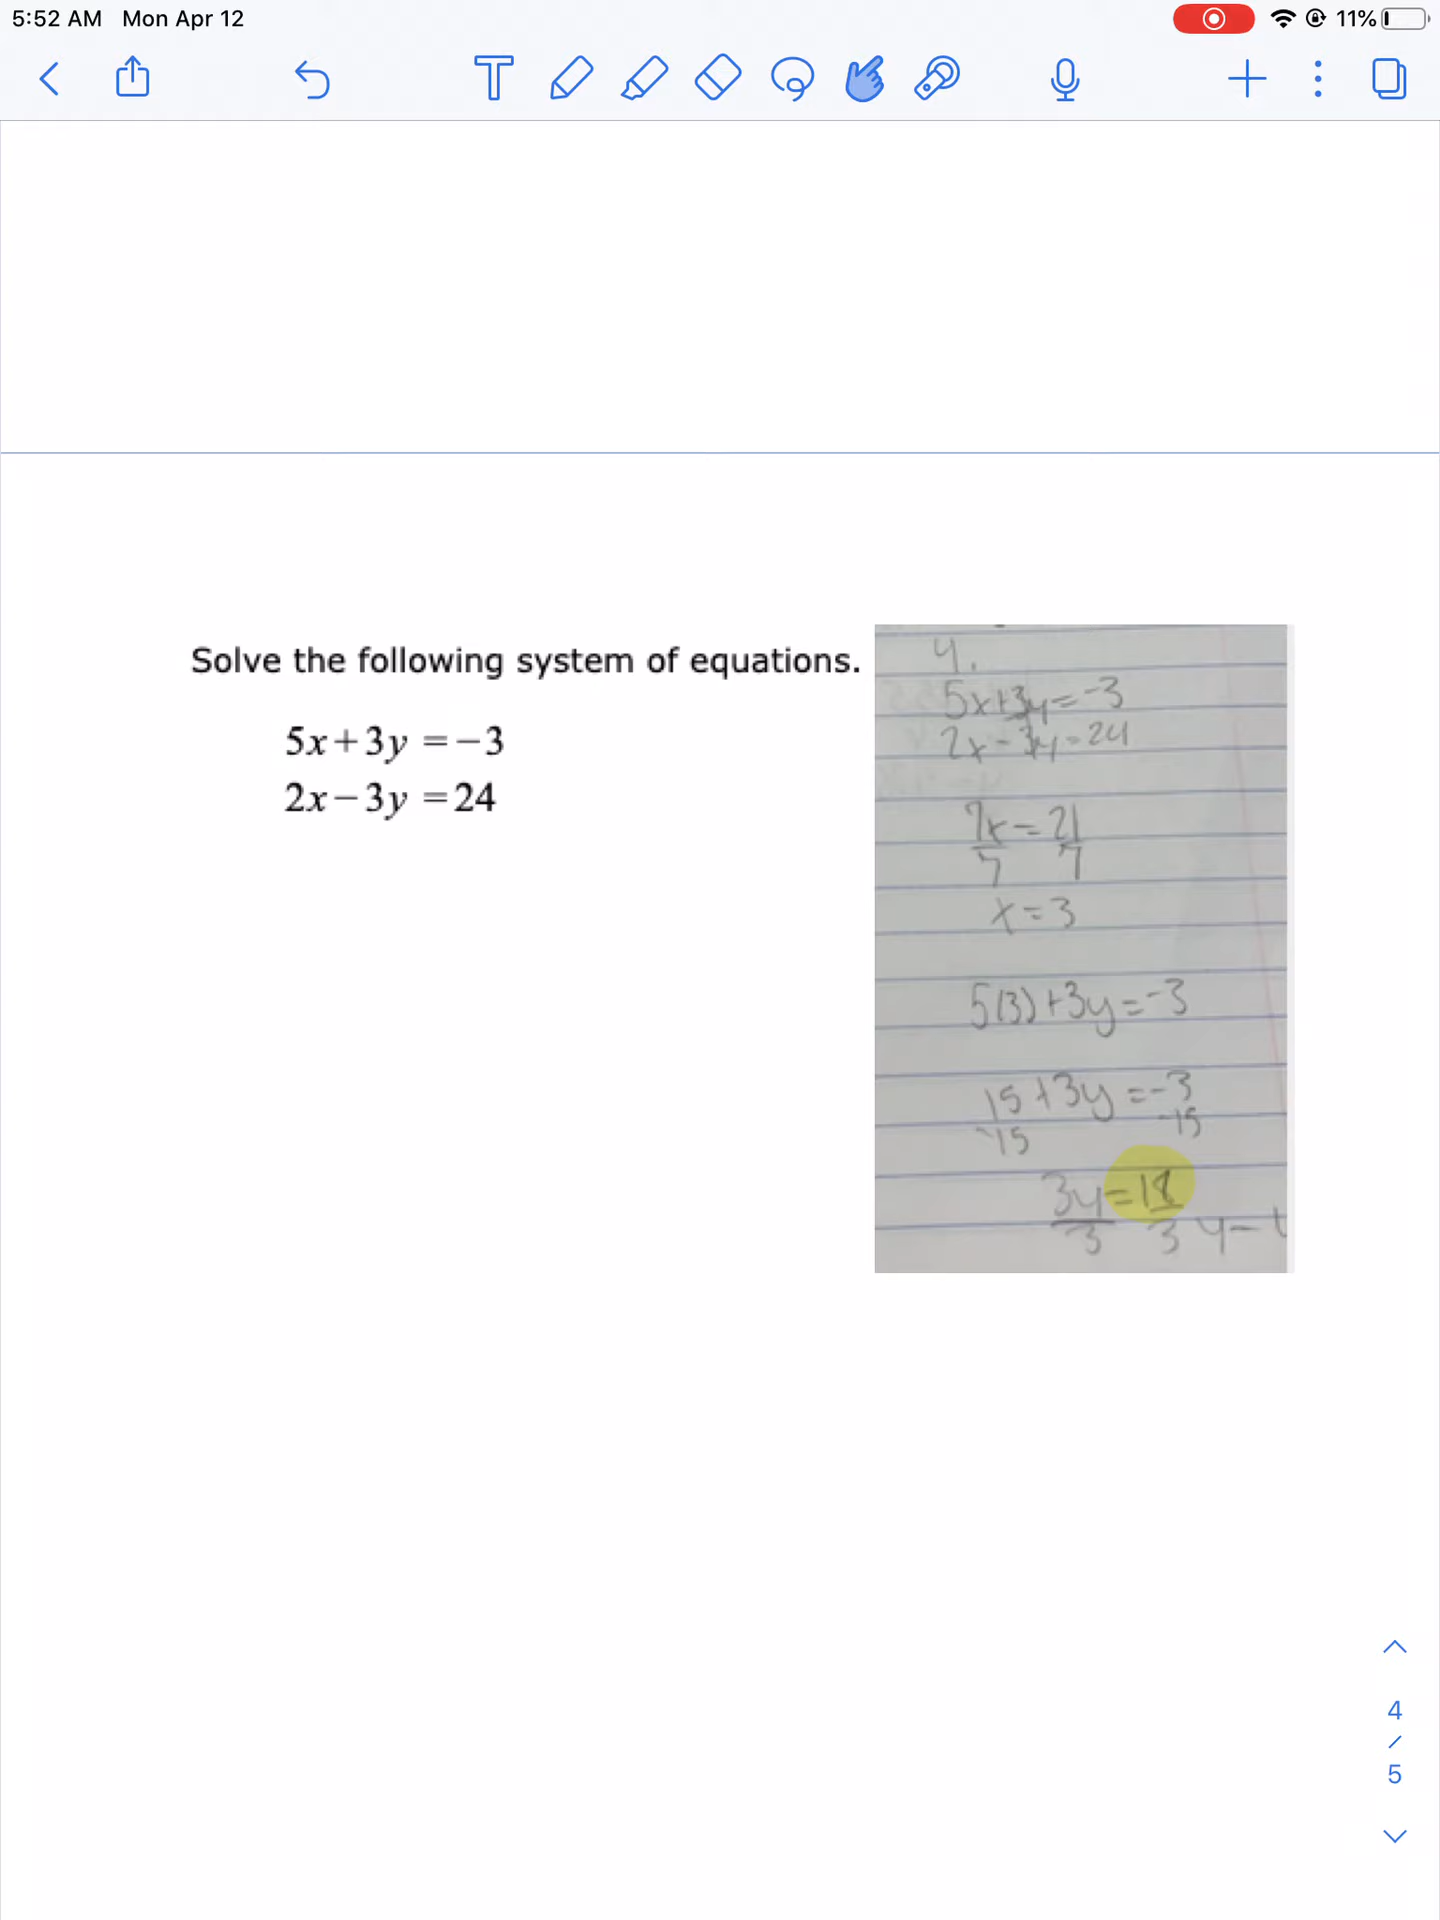 5:52 AM Mon Apr 12
11%
Solve the following system of equations.
5x+3y =−3
2x−3y =24
4.
5x+3y=-3
2x-3y=24
7x=21
7 7
x=3
5(3)+3y=-3
15+3y=-3
-15 -15
3y=18
3 3 y=
4
/
5